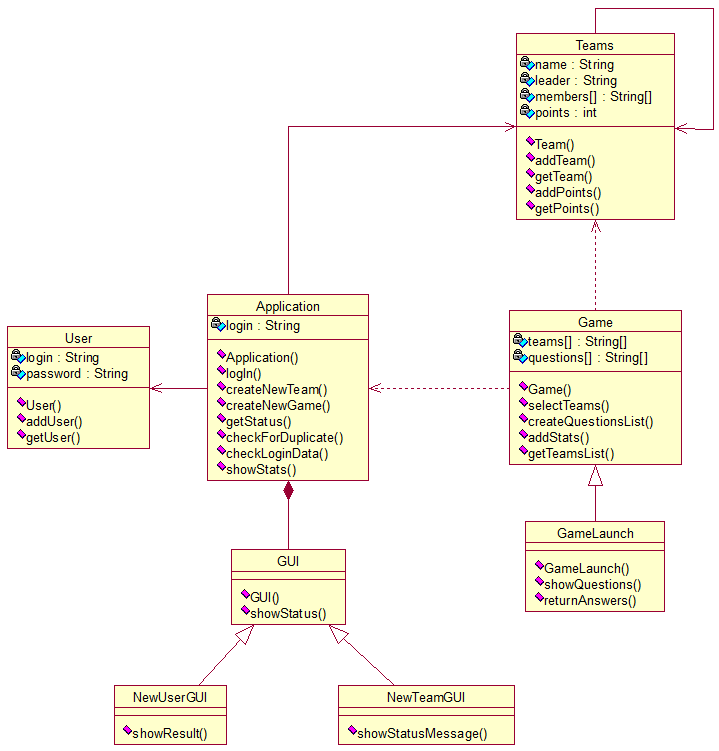 Teams
name : String
leader : String
members[] : String[]
points : int
Team()
addTeam()
getTeam()
addPoints()
getPoints()
Application
login : String
Application()
logIn()
createNewTeam()
createNewGame()
getStatus()
checkForDuplicate()
checkLoginData()
showStats()
User
login : String
password : String
User()
addUser()
getUser()
Game
teams[] : String[]
questions[] : String[]
Game()
selectTeams()
createQuestionsList()
addStats()
getTeamsList()
GameLaunch
GameLaunch()
showQuestions()
returnAnswers()
GUI
GUI()
showStatus()
NewUserGUI
showResult()
NewTeamGUI
showStatusMessage()